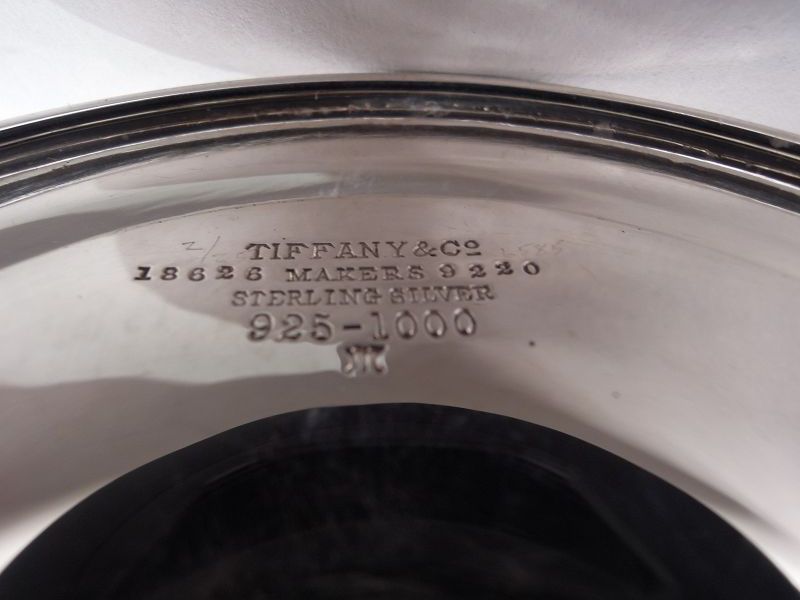 TIFFANY & Co
18626 MAKERS 9220
STERLING SILVER
925-1000